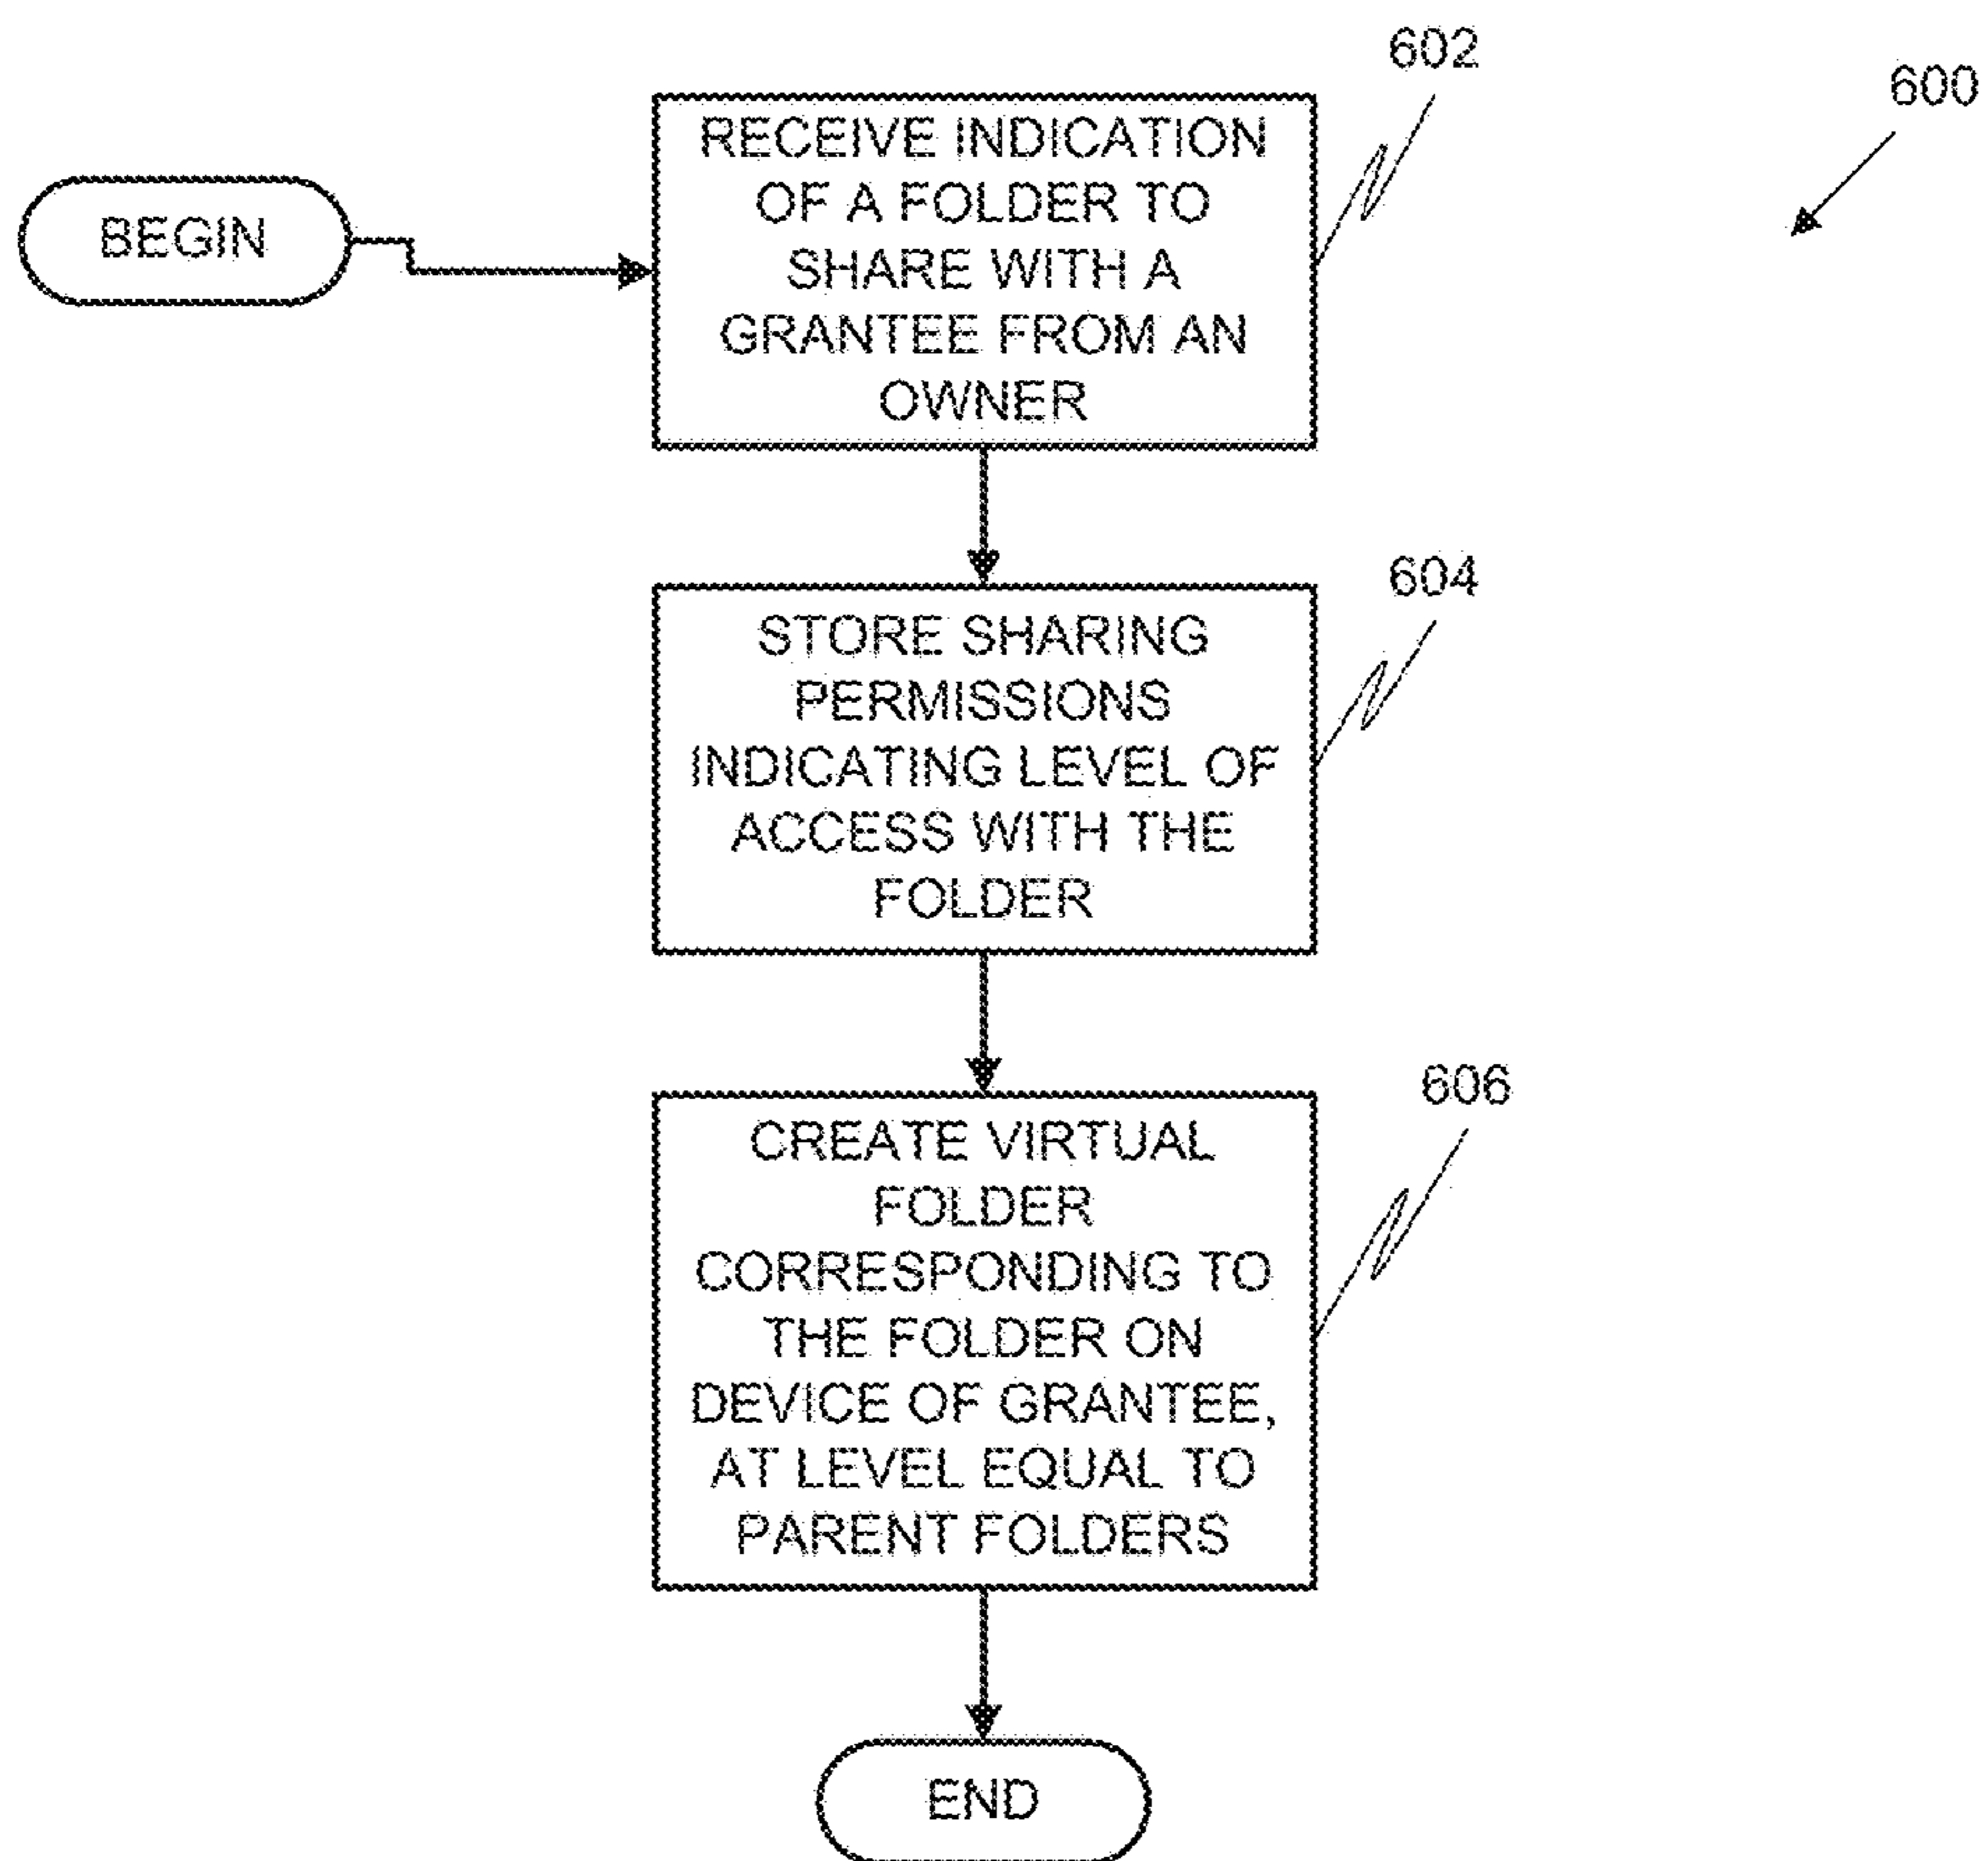 602
600
BEGIN
RECEIVE INDICATION
OF A FOLDER TO
SHARE WITH A
GRANTEE FROM AN
OWNER
604
STORE SHARING
PERMISSIONS
INDICATING LEVEL OF
ACCESS WITH THE
FOLDER
606
CREATE VIRTUAL
FOLDER
CORRESPONDING TO
THE FOLDER ON
DEVICE OF GRANTEE,
AT LEVEL EQUAL TO
PARENT FOLDERS
END